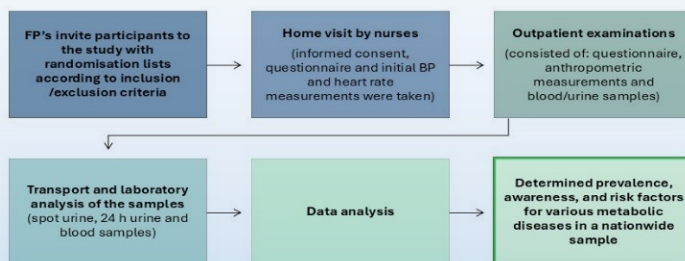 FP's invite participants to
the study with
randomisation lists
according to inclusion
/exclusion criteria
Home visit by nurses
(informed consent,
questionnaire and initial BP
and heart rate
measurements were taken)
Outpatient examinations
(consisted of: questionnaire,
anthropometric
measurements and
blood/urine samples)
Transport and laboratory
analysis of the samples
(spot urine, 24 h urine and
blood samples)
Data analysis
Determined prevalence,
awareness, and risk factors
for various metabolic
diseases in a nationwide
sample